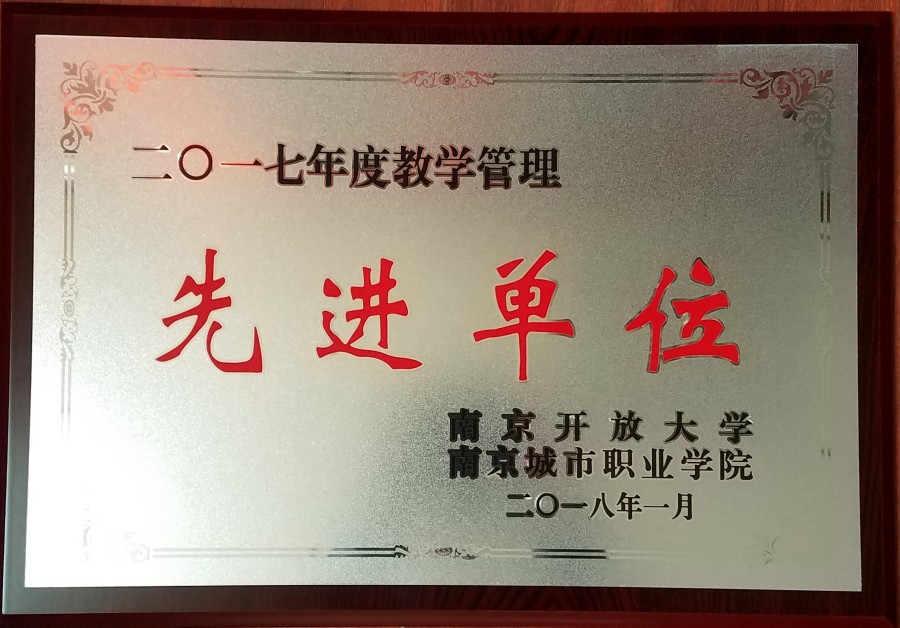 二〇一七年度教学管理
先进单位
南京开放大学
南京城市职业学院
二〇一八年一月